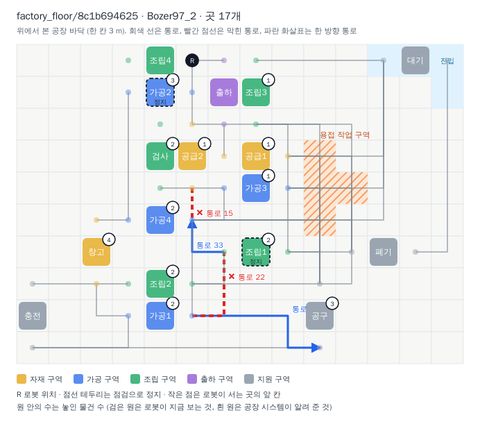 factory_floor/8c1b694625 · Bozer97_2 · 곳 17개
위에서 본 공장 바닥 (한 칸 3 m). 회색 선은 통로, 빨간 점선은 막힌 통로, 파란 화살표는 한 방향 통로
조립4 R 대기 전입
3
가공2 정지 출하 조립3 1
용접 작업 구역
검사 2 공급2 1 공급1 1
가공3 1
가공4 2 × 통로 15
창고 4 통로 33 조립1 2 정지 폐기
× 통로 22
조립2 2
충전 가공1 2 통로 공구 3
자재 구역 가공 구역 조립 구역 출하 구역 지원 구역
R 로봇 위치 · 점선 테두리는 점검으로 정지 · 작은 점은 로봇이 서는 곳의 앞 칸
원 안의 수는 놓인 물건 수 (검은 원은 로봇이 지금 보는 것, 흰 원은 공장 시스템이 알려 준 것)